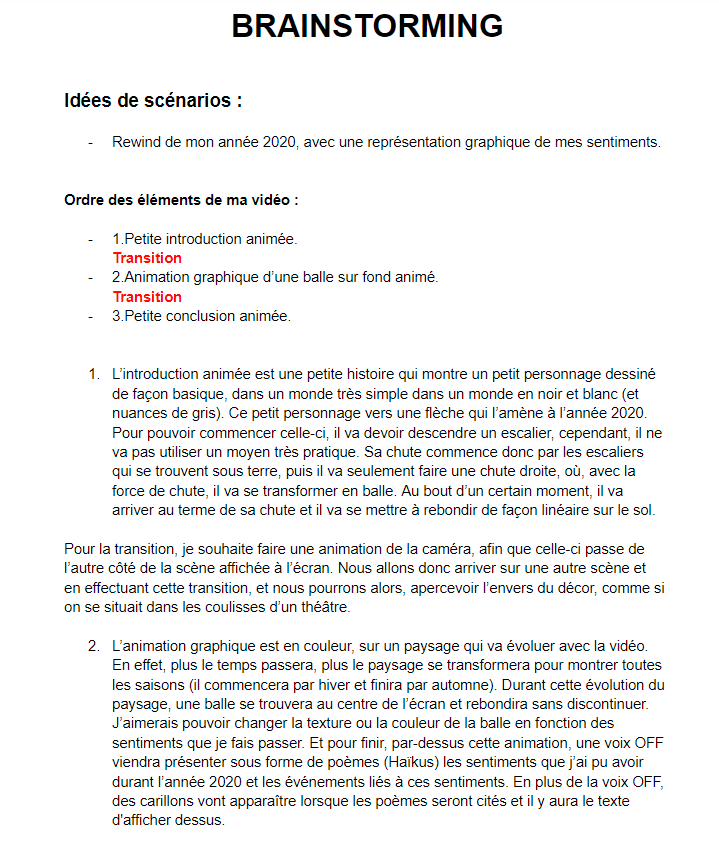 BRAINSTORMING
Idées de scénarios :
- Rewind de mon année 2020, avec une représentation graphique de mes sentiments.
Ordre des éléments de ma vidéo :
- 1.Petite introduction animée.
Transition
- 2.Animation graphique d'une balle sur fond animé.
Transition
- 3.Petite conclusion animée.
1. L'introduction animée est une petite histoire qui montre un petit personnage dessiné
de façon basique, dans un monde très simple dans un monde en noir et blanc (et
nuances de gris). Ce petit personnage vers une flèche qui l'amène à l'année 2020.
Pour pouvoir commencer celle-ci, il va devoir descendre un escalier, cependant, il ne
va pas utiliser un moyen très pratique. Sa chute commence donc par les escaliers
qui se trouvent sous terre, puis il va seulement faire une chute droite, où, avec la
force de chute, il va se transformer en balle. Au bout d'un certain moment, il va
arriver au terme de sa chute et il va se mettre à rebondir de façon linéaire sur le sol.
Pour la transition, je souhaite faire une animation de la caméra, afin que celle-ci passe de
l'autre côté de la scène affichée à l'écran. Nous allons donc arriver sur une autre scène et
en effectuant cette transition, et nous pourrons alors, apercevoir l'envers du décor, comme si
on se situait dans les coulisses d'un théâtre.
2. L'animation graphique est en couleur, sur un paysage qui va évoluer avec la vidéo.
En effet, plus le temps passera, plus le paysage se transformera pour montrer toutes
les saisons (il commencera par hiver et finira par automne). Durant cette évolution du
paysage, une balle se trouvera au centre de l'écran et rebondira sans discontinuer.
J'aimerais pouvoir changer la texture ou la couleur de la balle en fonction des
sentiments que je fais passer. Et pour finir, par-dessus cette animation, une voix OFF
viendra présenter sous forme de poèmes (Haïkus) les sentiments que j'ai pu avoir
durant l'année 2020 et les événements liés à ces sentiments. En plus de la voix OFF,
des carillons vont apparaître lorsque les poèmes seront cités et il y aura le texte
d'afficher dessus.